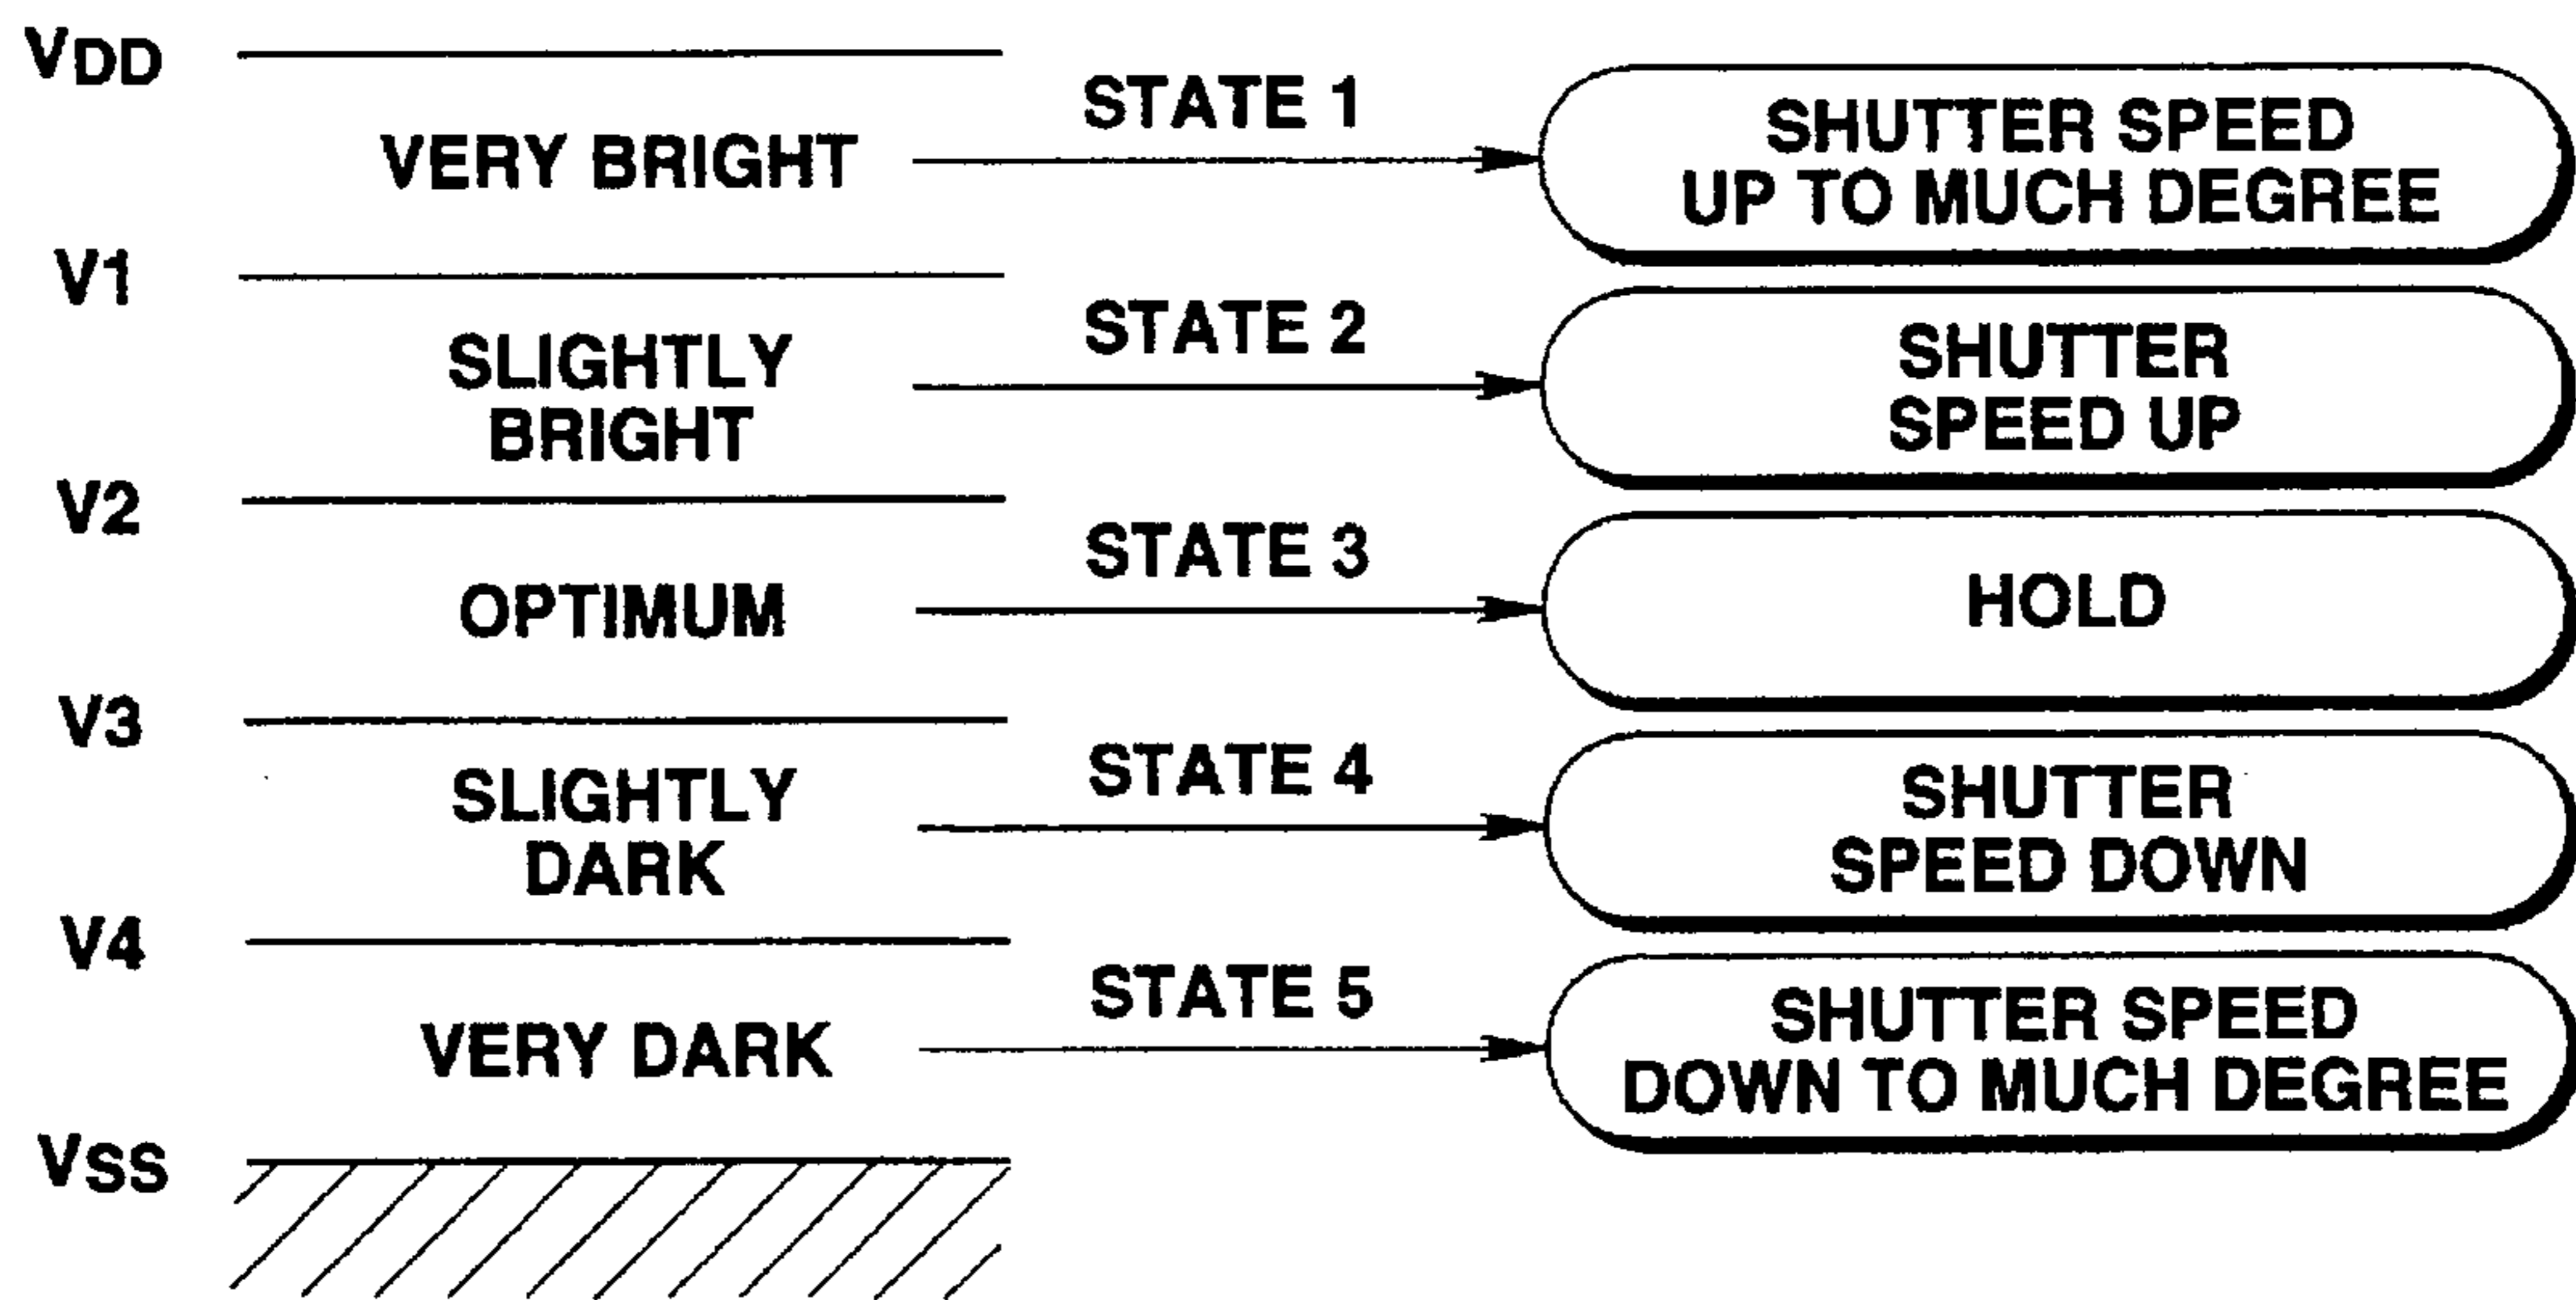 VDD
VERY BRIGHT
STATE 1
SHUTTER SPEED
UP TO MUCH DEGREE
V1
SLIGHTLY
BRIGHT
STATE 2
SHUTTER
SPEED UP
V2
OPTIMUM
STATE 3
HOLD
V3
SLIGHTLY
DARK
STATE 4
SHUTTER
SPEED DOWN
V4
VERY DARK
STATE 5
SHUTTER SPEED
DOWN TO MUCH DEGREE
VSS